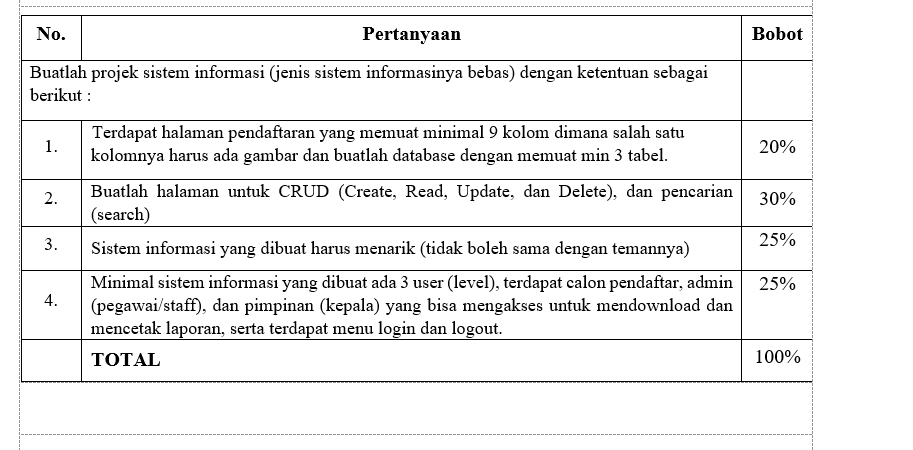 No. Pertanyaan Bobot
Buatlah projek sistem informasi (jenis sistem informasinya bebas) dengan ketentuan sebagai
berikut :
1. Terdapat halaman pendaftaran yang memuat minimal 9 kolom dimana salah satu
kolomnya harus ada gambar dan buatlah database dengan memuat min 3 tabel. 20%
2. Buatlah halaman untuk CRUD (Create, Read, Update, dan Delete), dan pencarian
(search) 30%
3. Sistem informasi yang dibuat harus menarik (tidak boleh sama dengan temannya) 25%
4. Minimal sistem informasi yang dibuat ada 3 user (level), terdapat calon pendaftar, admin
(pegawai/staff), dan pimpinan (kepala) yang bisa mengakses untuk mendownload dan
mencetak laporan, serta terdapat menu login dan logout. 25%
TOTAL 100%